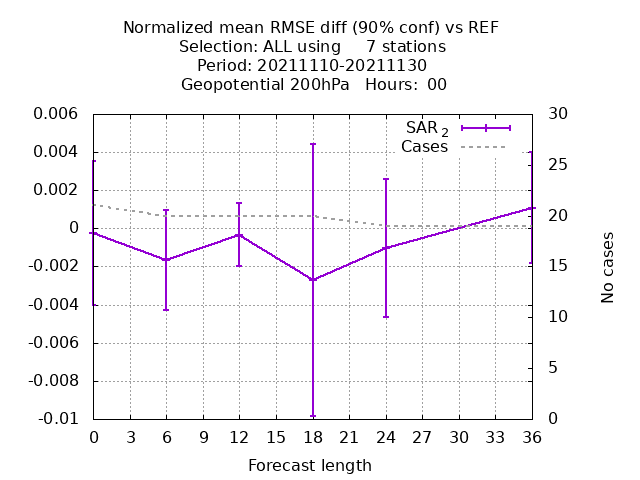 Normalized mean RMSE diff (90% conf) vs REF
Selection: ALL using 7 stations
Period: 20211110-20211130
Geopotential 200hPa Hours: 00
0.006
0.004
0.002
0
-0.002
-0.004
-0.006
-0.008
-0.01
SAR 2
Cases
30
25
20
15
10
5
0
No cases
0 3 6 9 12 15 18 21 24 27 30 33 36
Forecast length